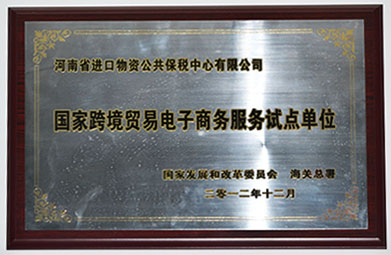 河南省进口物资公共保税中心有限公司
国家跨境贸易电子商务服务试点单位
国家发展和改革委员会 海关总署
二零一二年十二月